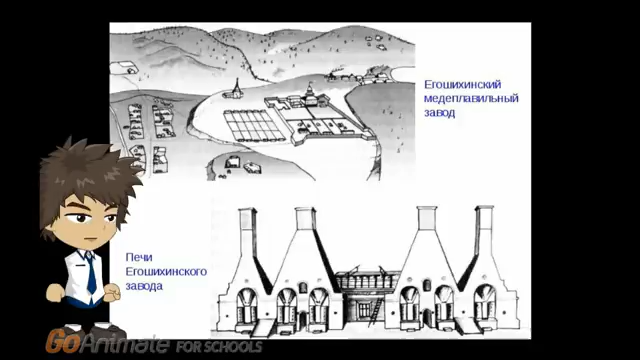 Егошихинский
медеплавильный
завод
Печи
Егошихинского
завода
GoAnimate FOR SCHOOLS